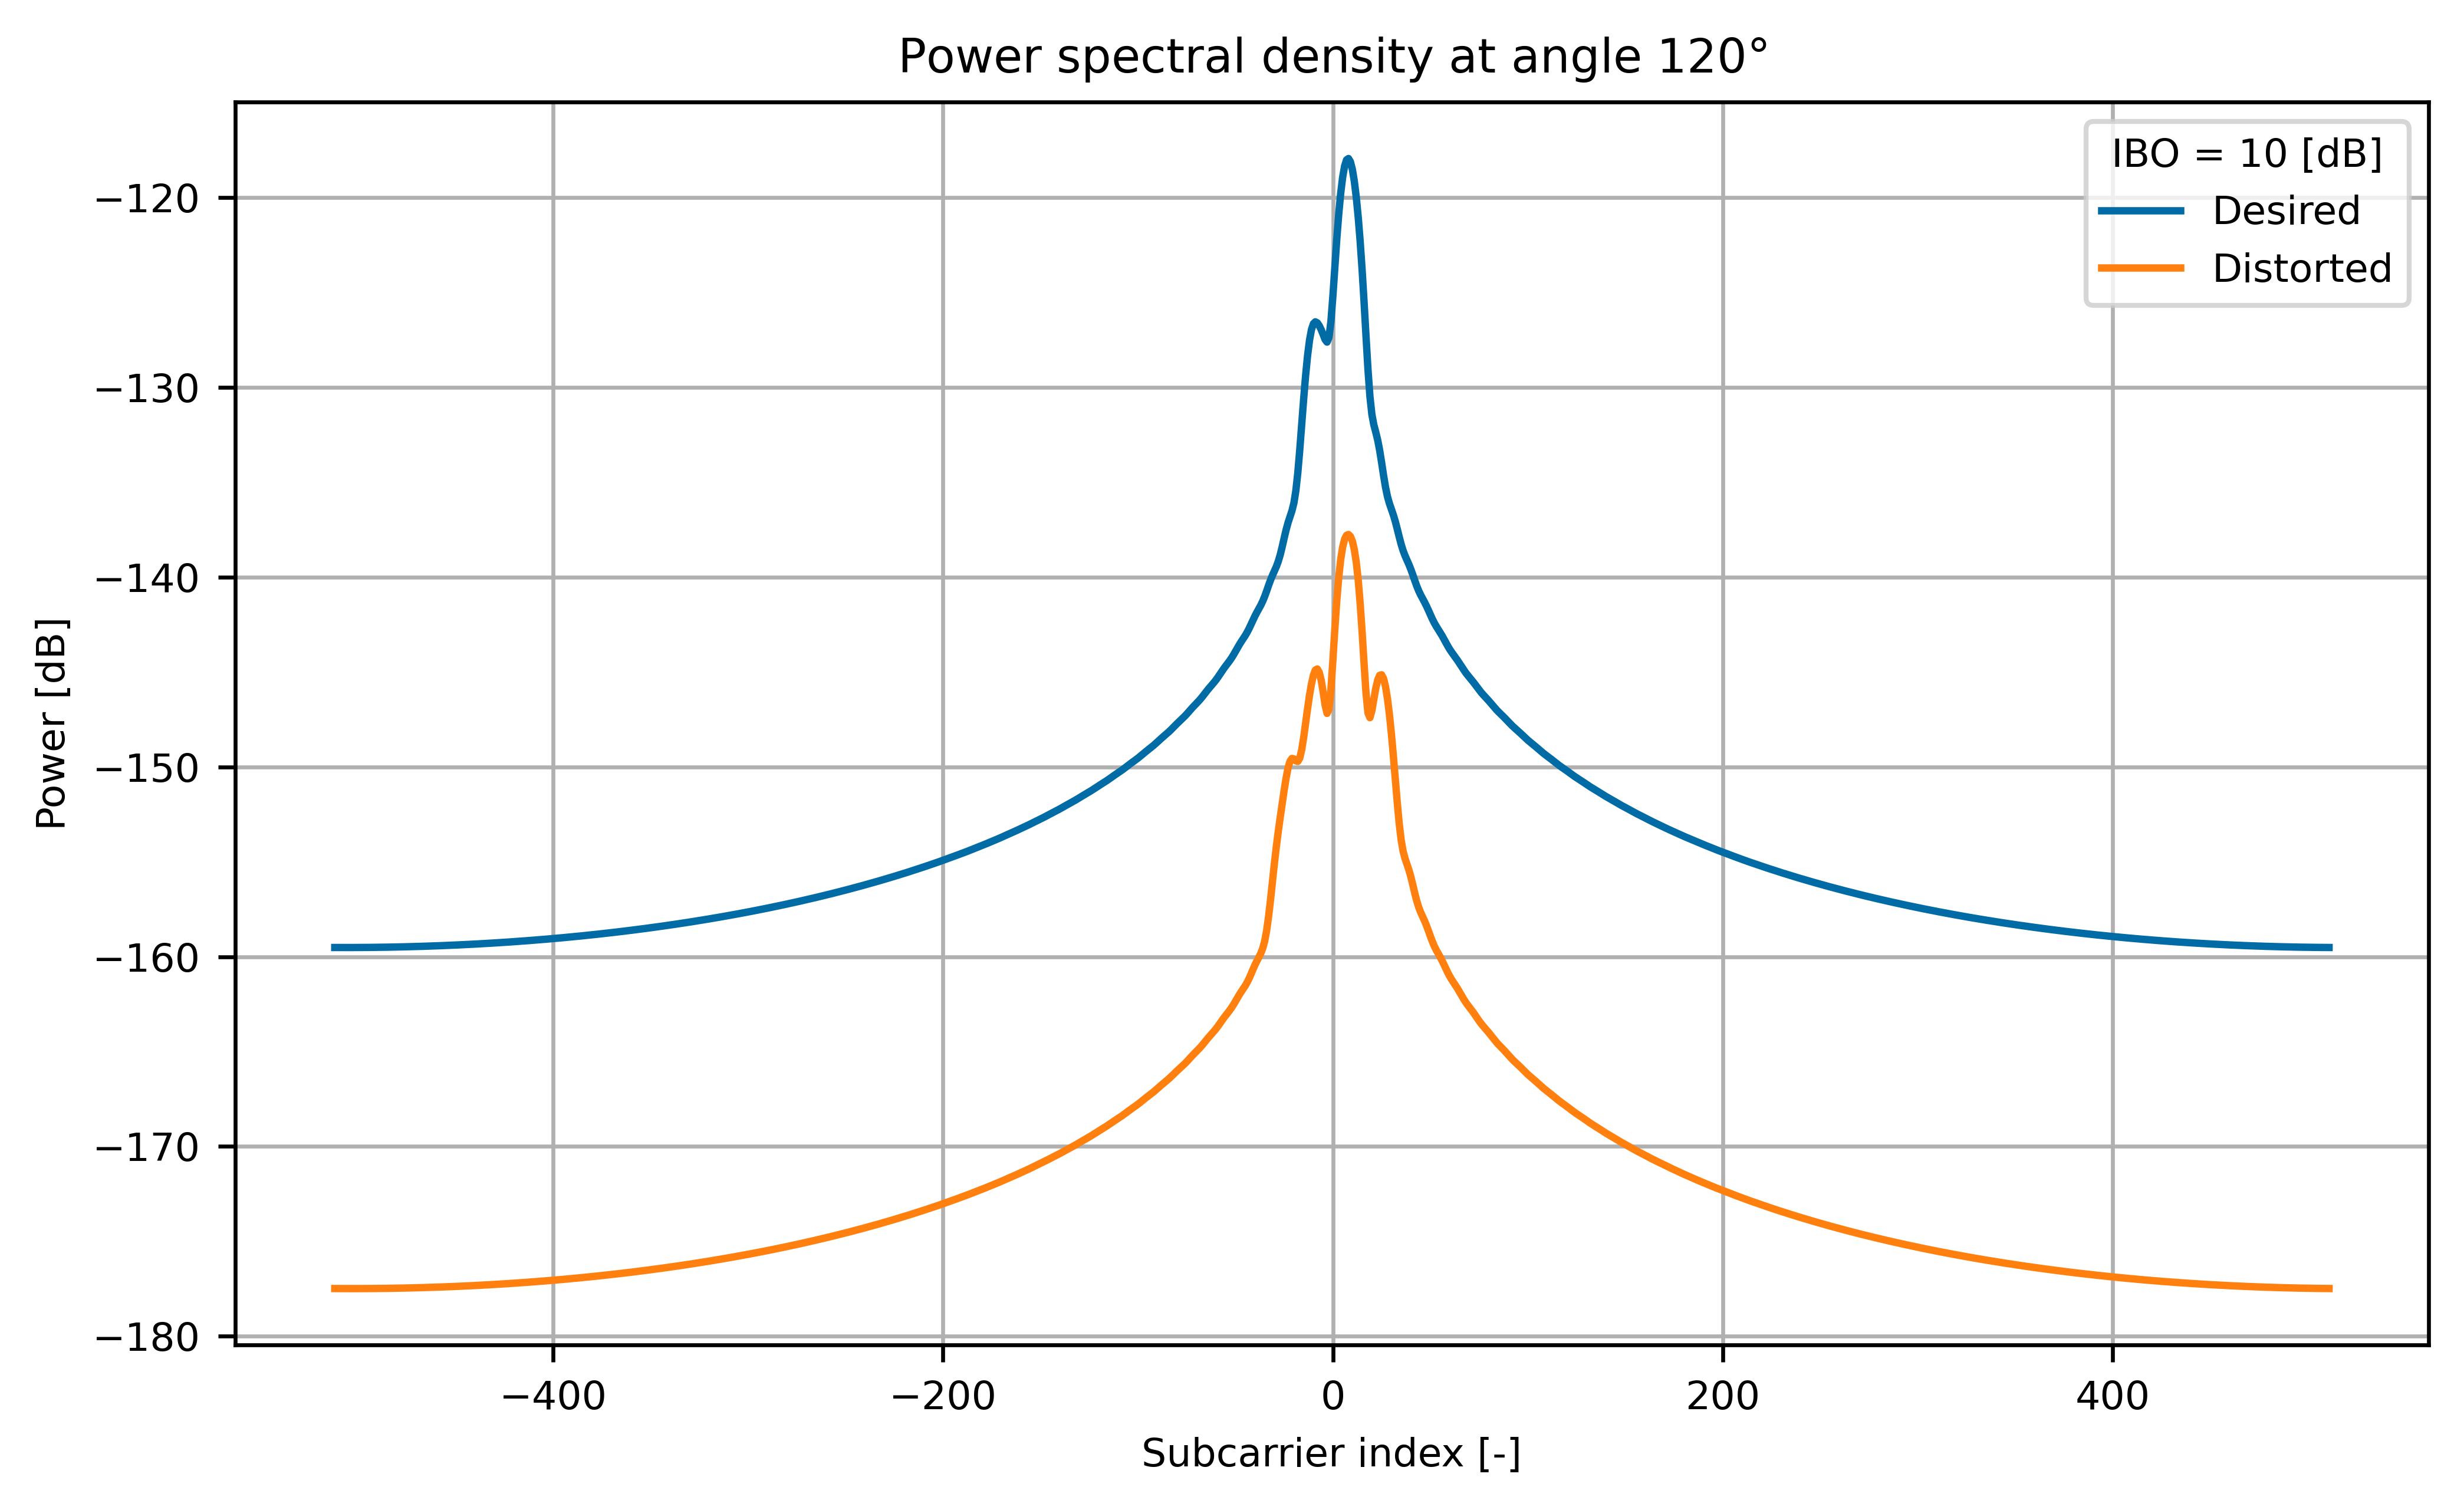 Power spectral density at angle 120°
IBO = 10 [dB]
Desired
Distorted
Power [dB]
−120
−130
−140
−150
−160
−170
−180
−400
−200
0
200
400
Subcarrier index [-]